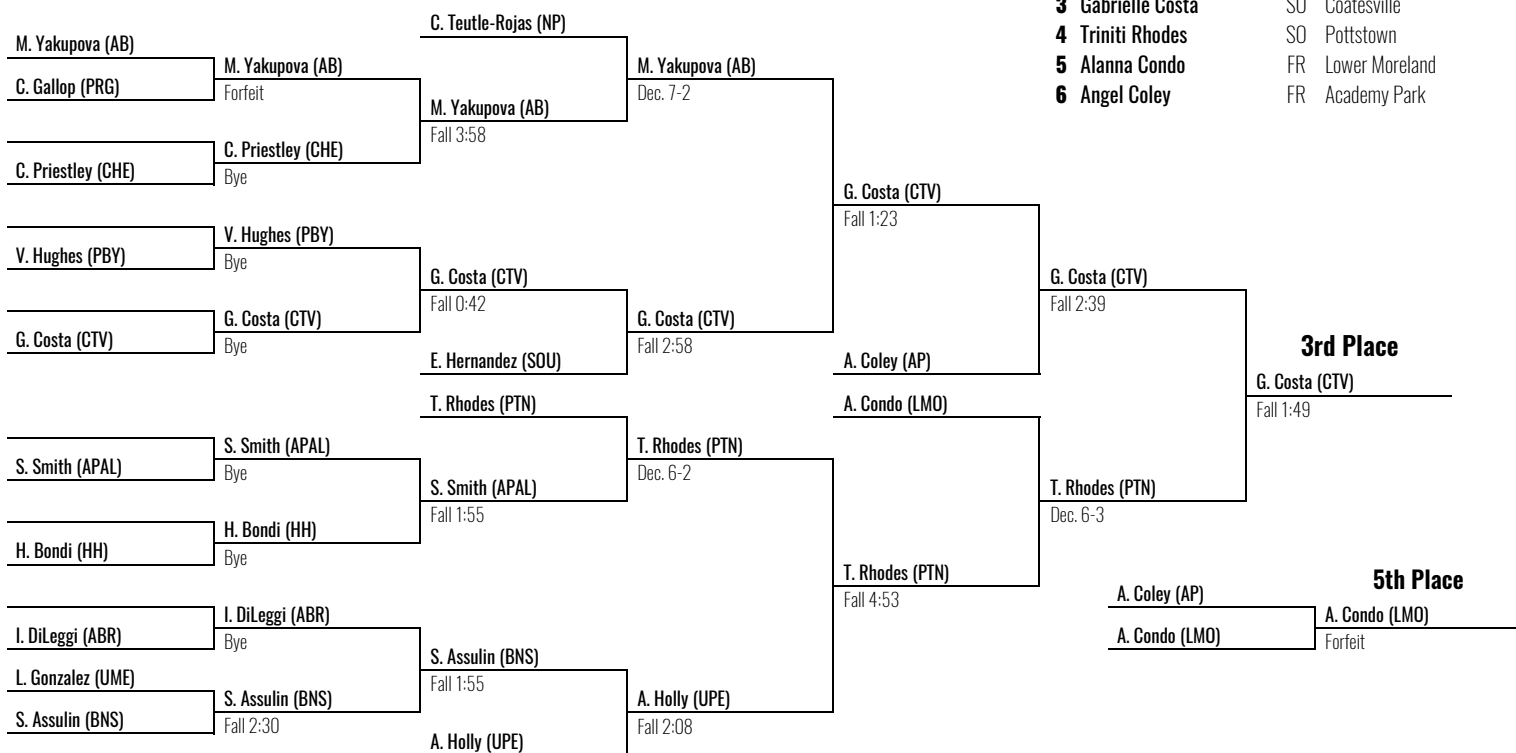 3 Gabrielle Costa SO Coatesville
4 Triniti Rhodes SO Pottstown
5 Alanna Condo FR Lower Moreland
6 Angel Coley FR Academy Park
M. Yakupova (AB)
C. Gallop (PRG)
C. Priestley (CHE)
V. Hughes (PBY)
G. Costa (CTV)
S. Smith (APAL)
H. Bondi (HH)
I. DiLeggi (ABR)
L. Gonzalez (UME)
S. Assulin (BNS)
M. Yakupova (AB)
Forfeit
C. Priestley (CHE)
Bye
V. Hughes (PBY)
Bye
G. Costa (CTV)
Bye
S. Smith (APAL)
Bye
H. Bondi (HH)
Bye
I. DiLeggi (ABR)
Bye
S. Assulin (BNS)
Fall 2:30
C. Teutle-Rojas (NP)
M. Yakupova (AB)
Fall 3:58
G. Costa (CTV)
Fall 0:42
E. Hernandez (SOU)
T. Rhodes (PTN)
S. Smith (APAL)
Fall 1:55
S. Assulin (BNS)
Fall 1:55
A. Holly (UPE)
M. Yakupova (AB)
Dec. 7-2
G. Costa (CTV)
Fall 2:58
T. Rhodes (PTN)
Dec. 6-2
A. Holly (UPE)
Fall 2:08
G. Costa (CTV)
Fall 1:23
A. Coley (AP)
A. Condo (LMO)
T. Rhodes (PTN)
Fall 4:53
G. Costa (CTV)
Fall 2:39
T. Rhodes (PTN)
Dec. 6-3
3rd Place
G. Costa (CTV)
Fall 1:49
5th Place
A. Coley (AP)
A. Condo (LMO)
A. Condo (LMO)
Forfeit